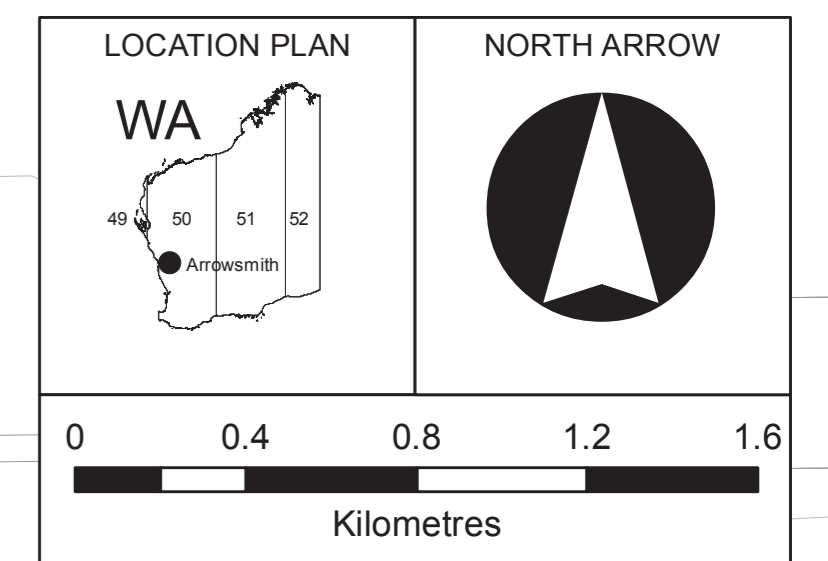 LOCATION PLAN
WA
49 50 51 52
Arrowsmith
NORTH ARROW
0 0.4 0.8 1.2 1.6
Kilometres